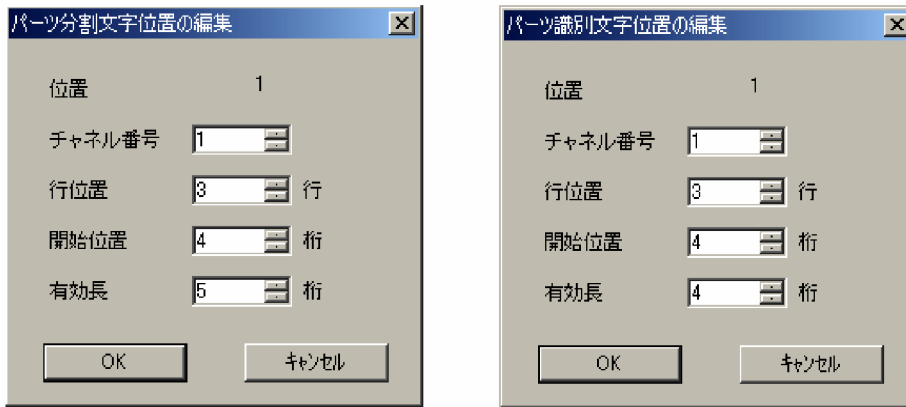 パーツ分割文字位置の編集
位置 1
チャネル番号 1
行位置 3 行
開始位置 4 桁
有効長 5 桁
OK キャンセル
パーツ識別文字位置の編集
位置 1
チャネル番号 1
行位置 3 行
開始位置 4 桁
有効長 4 桁
OK キャンセル